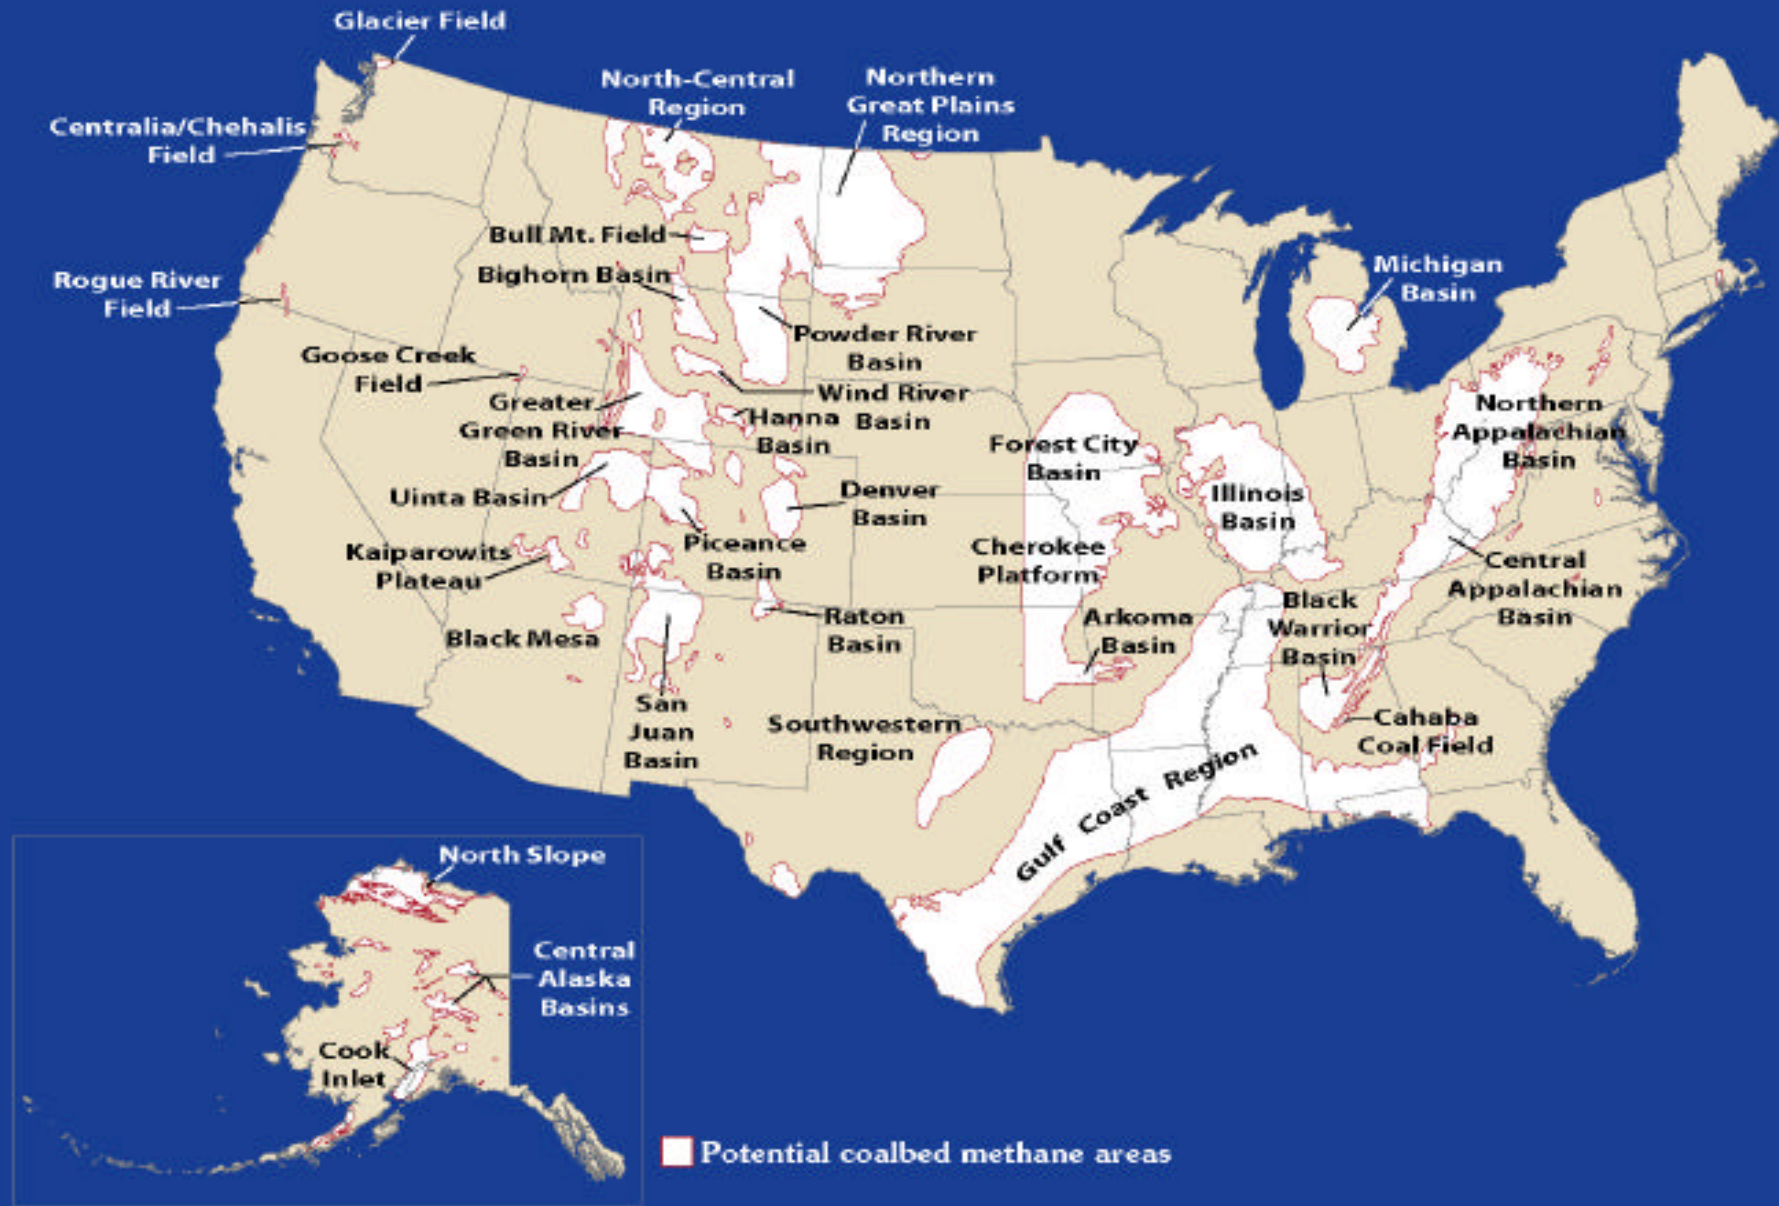 Glacier Field
North-Central
Region
Northern
Great Plains
Region
Centralia/Chehalis
Field
Bull Mt. Field
Bighorn Basin
Rogue River
Field
Michigan
Basin
Powder River
Basin
Goose Creek
Field
Wind River
Basin
Greater
Green River
Basin
Hanna
Basin
Northern
Appalachian
Basin
Forest City
Basin
Uinta Basin
Denver
Basin
Illinois
Basin
Kaiparowits
Plateau
Piceance
Basin
Cherokee
Platform
Central
Appalachian
Basin
Black Mesa
Raton
Basin
Arkoma
Basin
Black
Warrior
Basin
San
Juan
Basin
Southwestern
Region
Cahaba
Coal Field
Gulf Coast Region
North Slope
Central
Alaska
Basins
Cook
Inlet
Potential coalbed methane areas